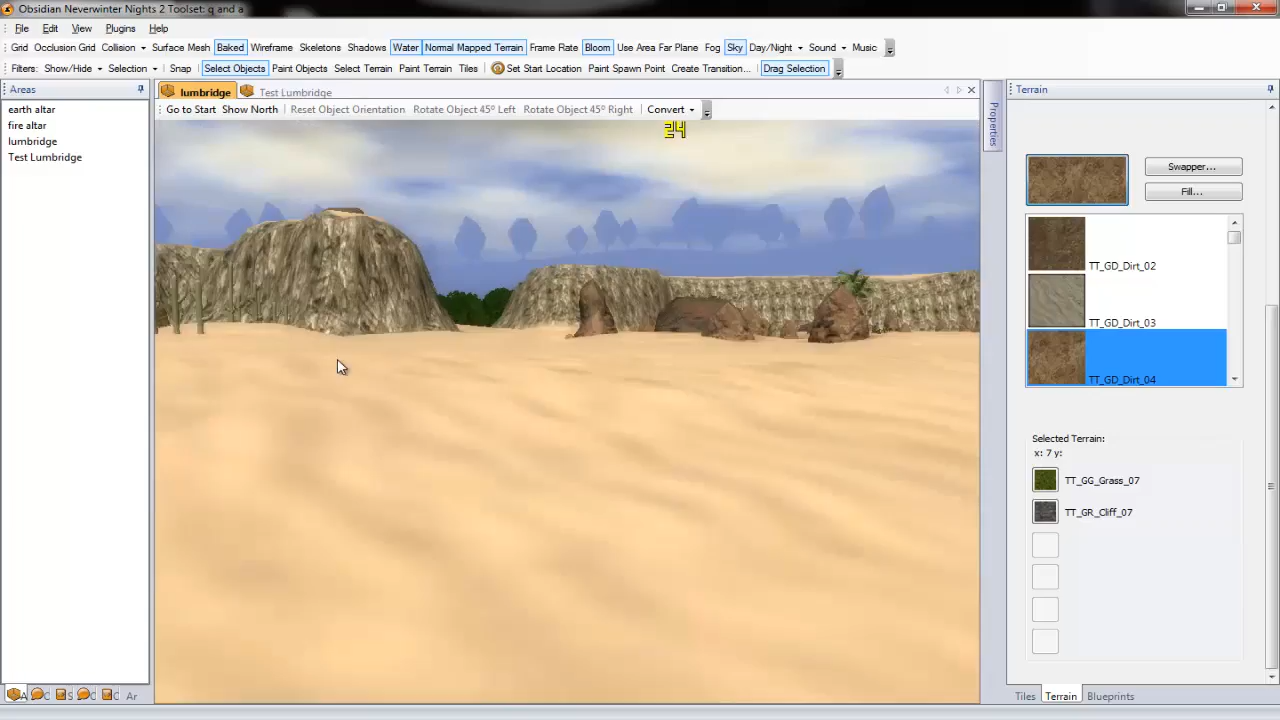 Obsidian Neverwinter Nights 2 Toolset: q and a
File Edit View Plugins Help
Grid Occlusion Grid Collision Surface Mesh Baked Wireframe Skeletons Shadows Water Normal Mapped Terrain Frame Rate Bloom Use Area Far Plane Fog Sky Day/Night Sound Music
Filters: Show/Hide Selection Snap Select Objects Paint Objects Select Terrain Paint Terrain Tiles Set Start Location Paint Spawn Point Create Transition... Drag Selection
Areas
earth altar
fire altar
lumbridge
Test Lumbridge
lumbridge Test Lumbridge
Go to Start Show North Reset Object Orientation Rotate Object 45º Left Rotate Object 45º Right Convert
24
Properties
Terrain
Swapper...
Fill...
TT_GD_Dirt_02
TT_GD_Dirt_03
TT_GD_Dirt_04
Selected Terrain:
x: 7 y:
TT_GG_Grass_07
TT_GR_Cliff_07
A C S C C Ar
Tiles Terrain Blueprints